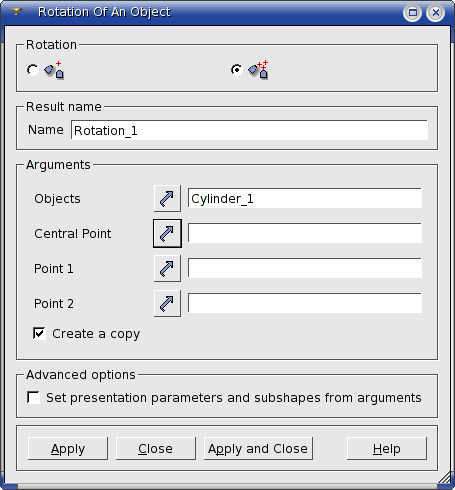 Rotation Of An Object
Rotation
Result name
Name Rotation_1
Arguments
Objects Cylinder_1
Central Point
Point 1
Point 2
Create a copy
Advanced options
Set presentation parameters and subshapes from arguments
Apply Close Apply and Close Help